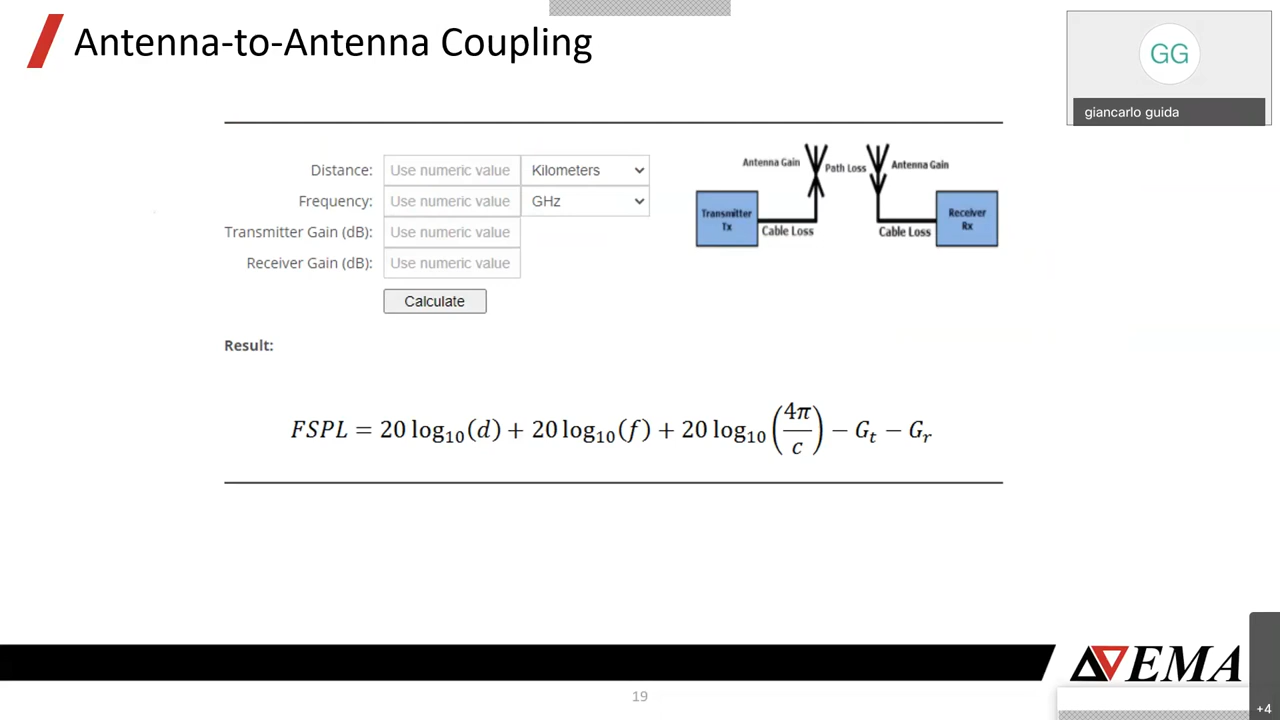 Antenna-to-Antenna Coupling
GG
giancarlo guida
Distance: Use numeric value Kilometers
Frequency: Use numeric value GHz
Transmitter Gain (dB): Use numeric value
Receiver Gain (dB): Use numeric value
Calculate
Antenna Gain Path Loss Antenna Gain
Transmitter Tx
Cable Loss
Cable Loss
Receiver Rx
Result:
FSPL = 20 log₁₀(d) + 20 log₁₀(f) + 20 log₁₀(4π/c) − Gₜ − Gᵣ
EMA
19
+4